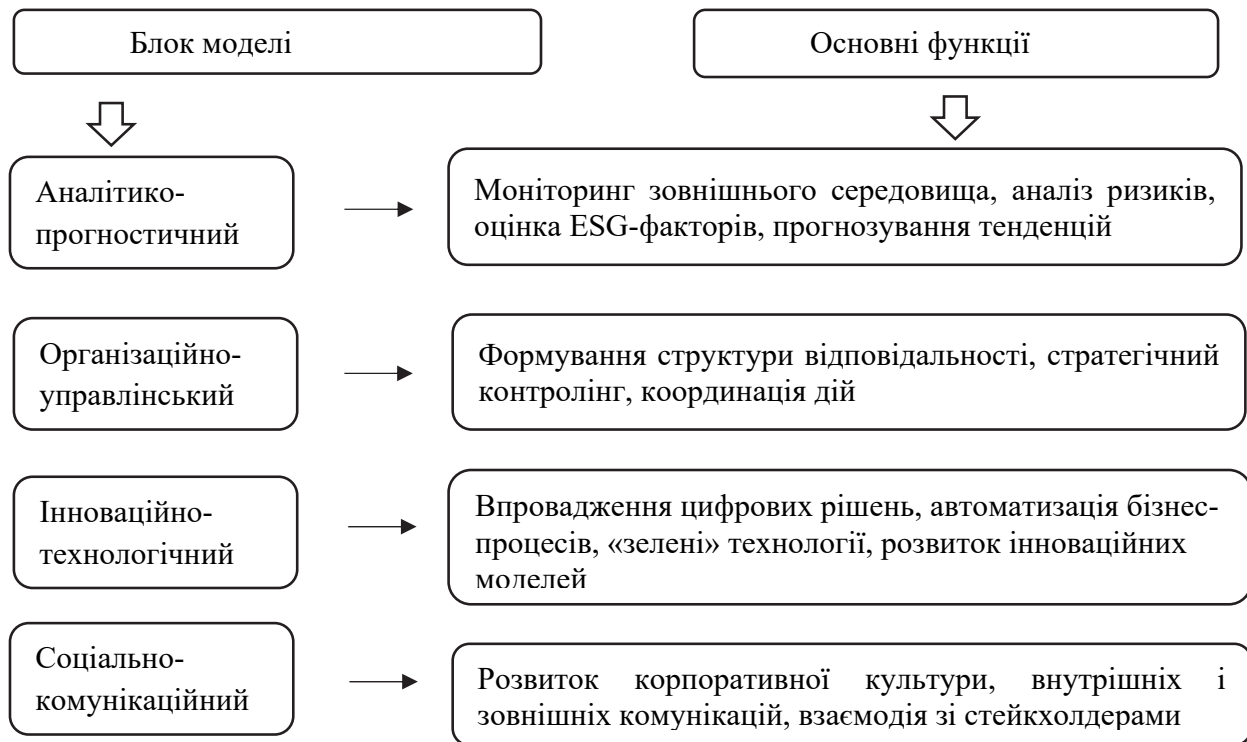 Блок моделі
Основні функції
Аналітико-
прогностичний
Моніторинг зовнішнього середовища, аналіз ризиків,
оцінка ESG-факторів, прогнозування тенденцій
Організаційно-
управлінський
Формування структури відповідальності, стратегічний
контролінг, координація дій
Інноваційно-
технологічний
Впровадження цифрових рішень, автоматизація бізнес-
процесів, «зелені» технології, розвиток інноваційних
моделей
Соціально-
комунікаційний
Розвиток корпоративної культури, внутрішніх і
зовнішніх комунікацій, взаємодія зі стейкхолдерами